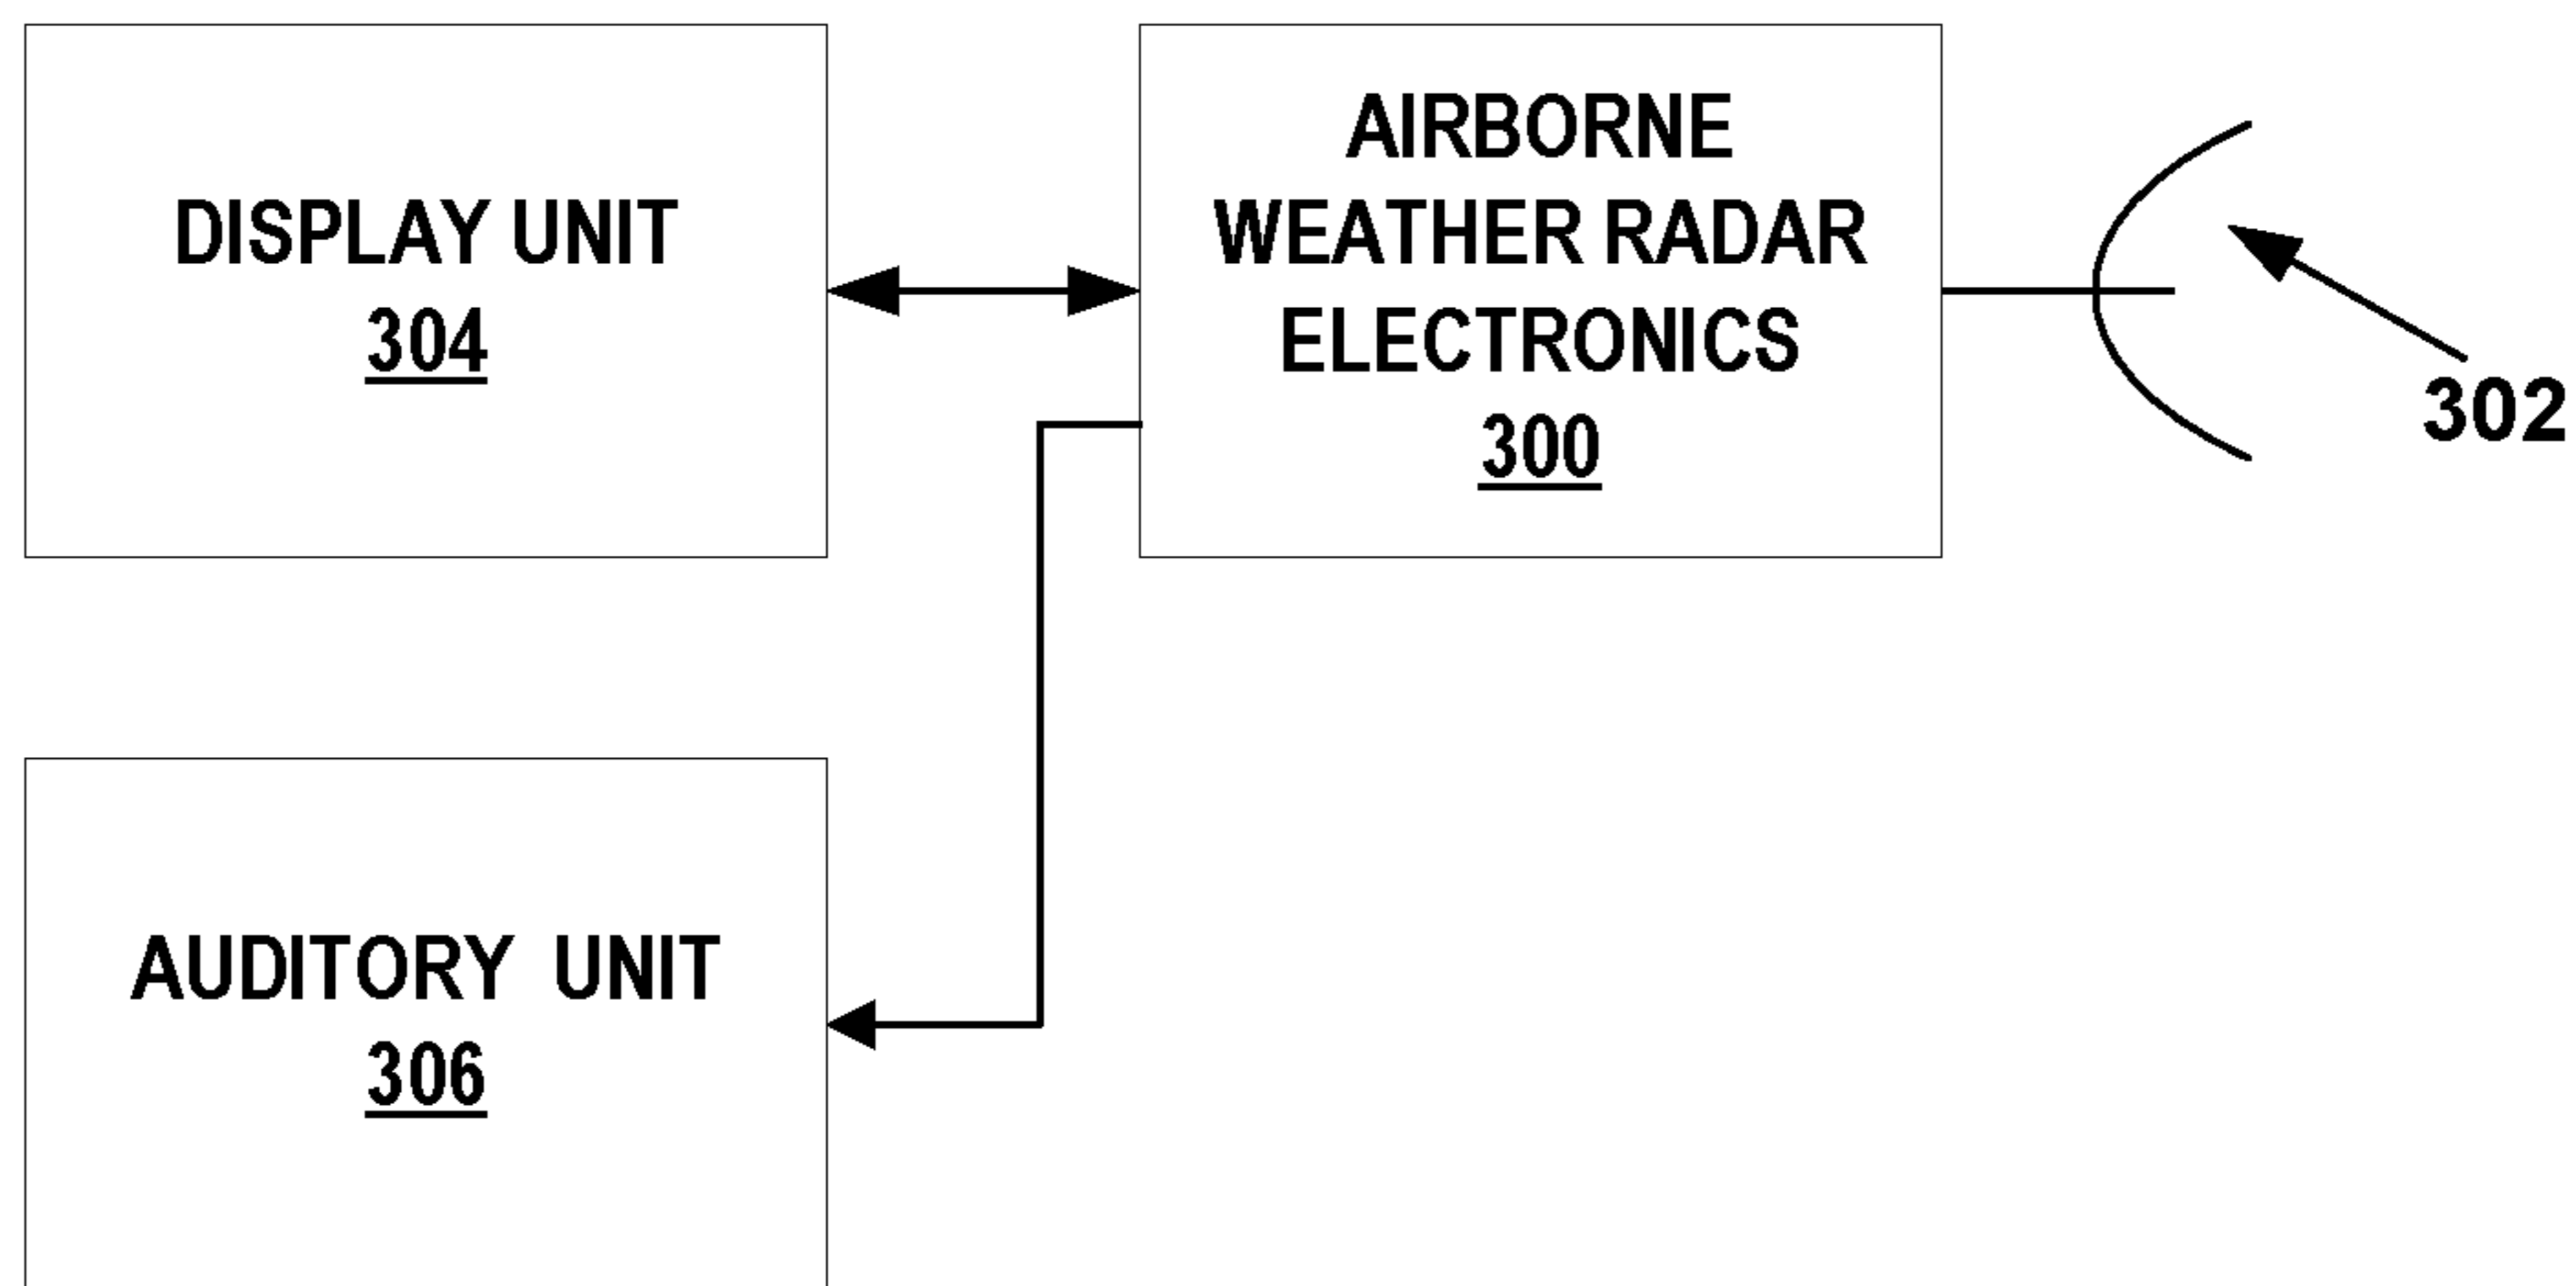 DISPLAY UNIT
304
AIRBORNE
WEATHER RADAR
ELECTRONICS
300
302
AUDITORY UNIT
306